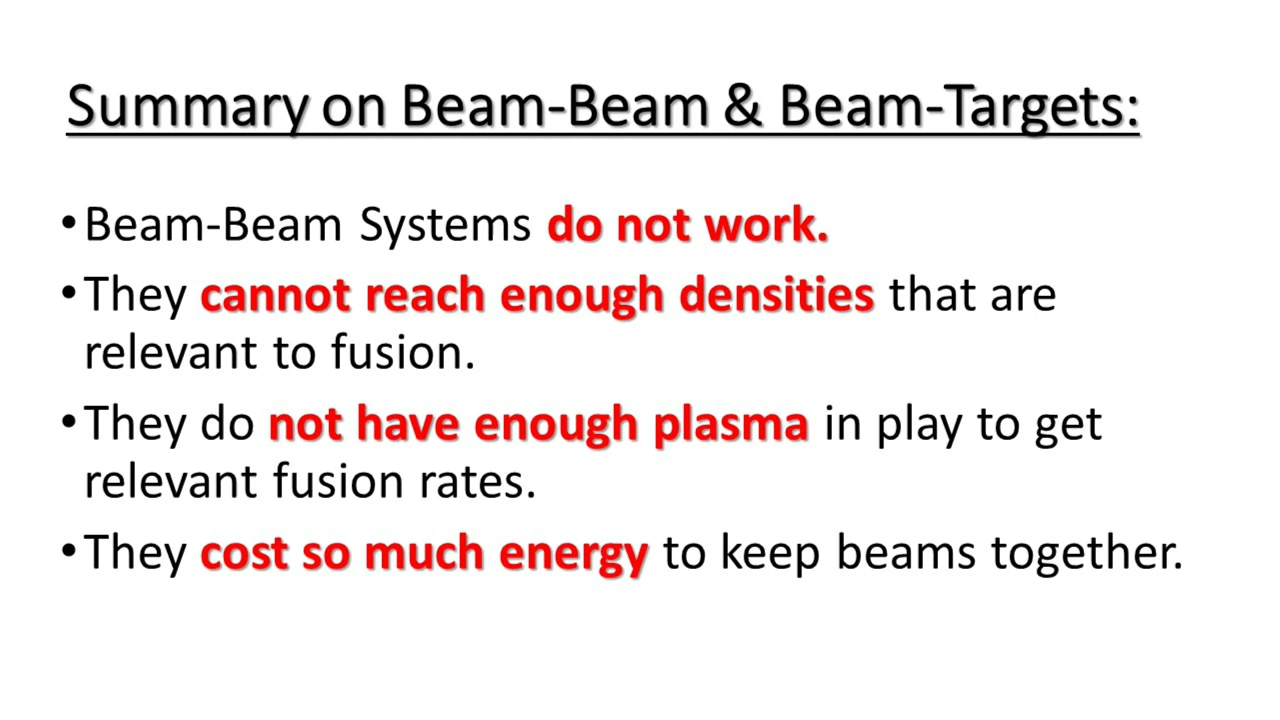 Summary on Beam-Beam & Beam-Targets:
•Beam-Beam Systems do not work.
•They cannot reach enough densities that are
relevant to fusion.
•They do not have enough plasma in play to get
relevant fusion rates.
•They cost so much energy to keep beams together.